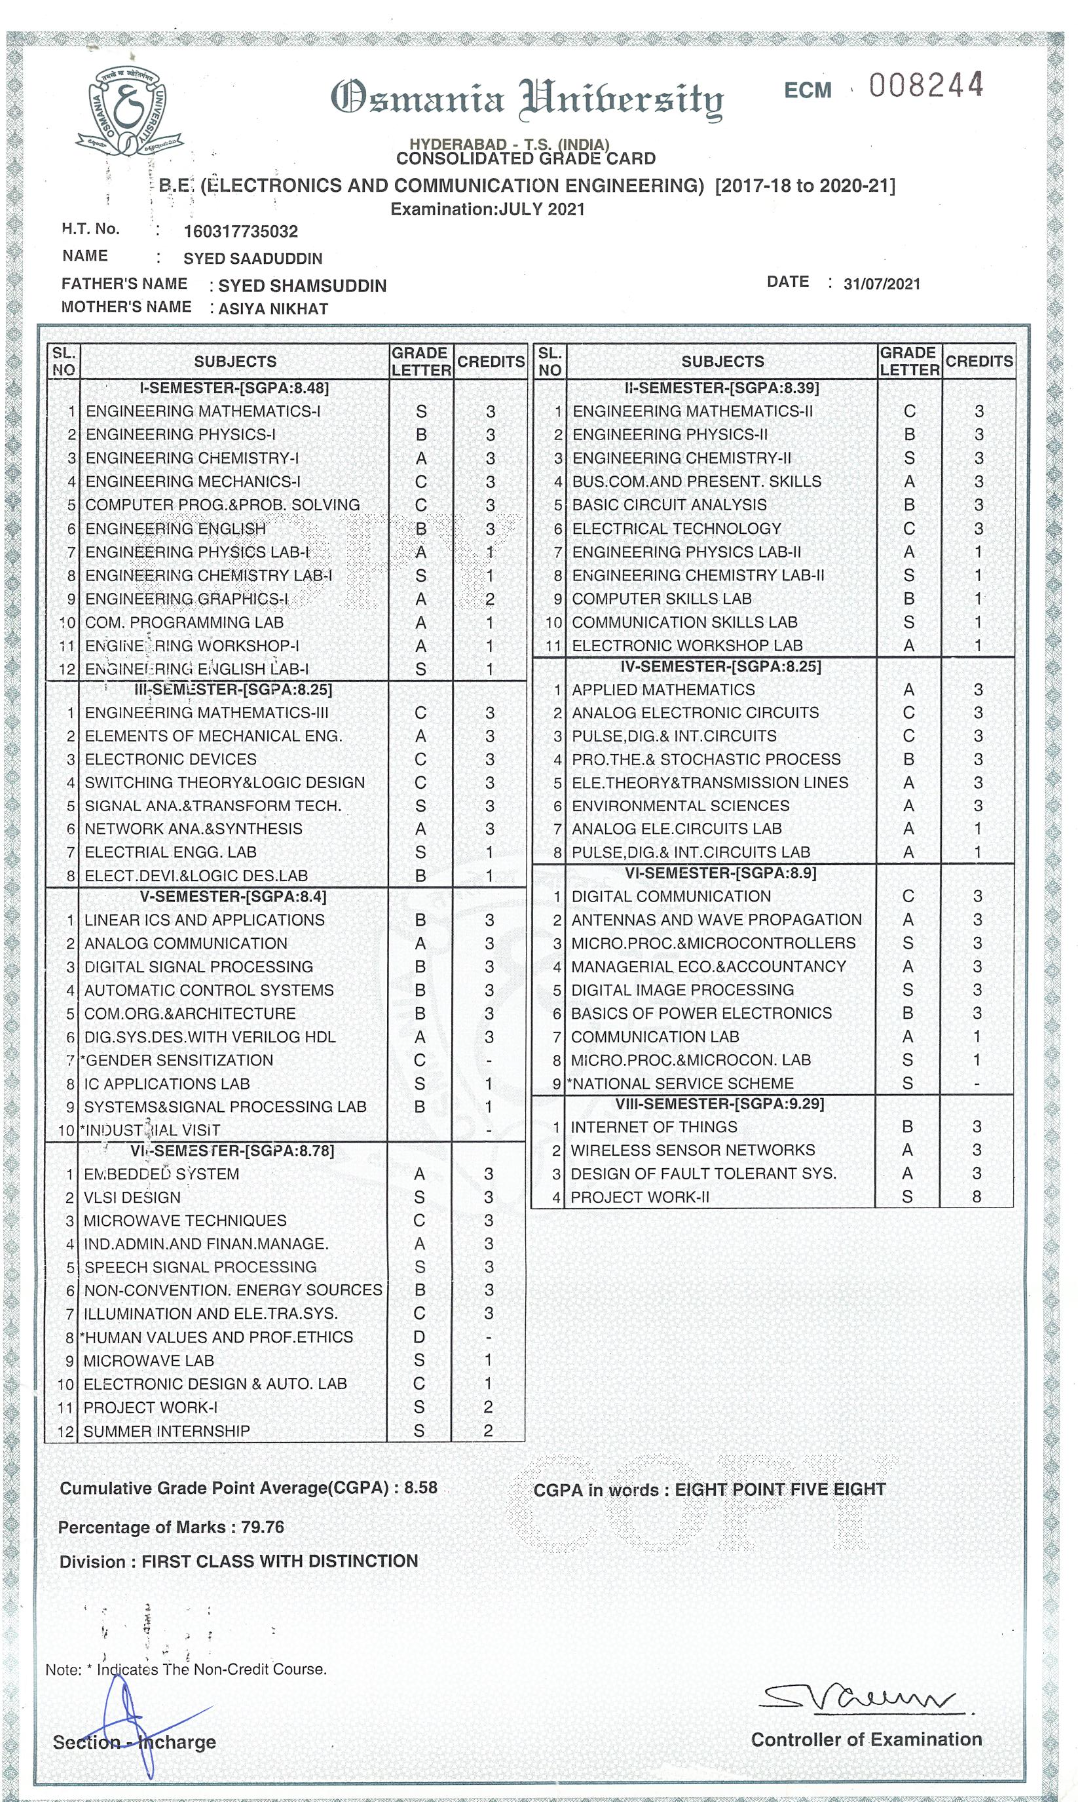 Osmania University
ECM 008244
OSMANIA UNIVERSITY
HYDERABAD - T.S. (INDIA)
CONSOLIDATED GRADE CARD
B.E. (ELECTRONICS AND COMMUNICATION ENGINEERING) [2017-18 to 2020-21]
Examination:JULY 2021
H.T. No. : 160317735032
NAME : SYED SAADUDDIN
FATHER'S NAME : SYED SHAMSUDDIN
DATE : 31/07/2021
MOTHER'S NAME : ASIYA NIKHAT
SL. NO SUBJECTS GRADE LETTER CREDITS
I-SEMESTER-[SGPA:8.48]
1 ENGINEERING MATHEMATICS-I S 3
2 ENGINEERING PHYSICS-I B 3
3 ENGINEERING CHEMISTRY-I A 3
4 ENGINEERING MECHANICS-I C 3
5 COMPUTER PROG.&PROB. SOLVING C 3
6 ENGINEERING ENGLISH B 3
7 ENGINEERING PHYSICS LAB-I A 1
8 ENGINEERING CHEMISTRY LAB-I S 1
9 ENGINEERING GRAPHICS-I A 2
10 COM. PROGRAMMING LAB A 1
11 ENGINEERING WORKSHOP-I A 1
12 ENGINEERING ENGLISH LAB-I S 1
III-SEMESTER-[SGPA:8.25]
1 ENGINEERING MATHEMATICS-III C 3
2 ELEMENTS OF MECHANICAL ENG. A 3
3 ELECTRONIC DEVICES C 3
4 SWITCHING THEORY&LOGIC DESIGN C 3
5 SIGNAL ANA.&TRANSFORM TECH. S 3
6 NETWORK ANA.&SYNTHESIS A 3
7 ELECTRIAL ENGG. LAB S 1
8 ELECT.DEVI.&LOGIC DES.LAB B 1
V-SEMESTER-[SGPA:8.4]
1 LINEAR ICS AND APPLICATIONS B 3
2 ANALOG COMMUNICATION A 3
3 DIGITAL SIGNAL PROCESSING B 3
4 AUTOMATIC CONTROL SYSTEMS B 3
5 COM.ORG.&ARCHITECTURE B 3
6 DIG.SYS.DES.WITH VERILOG HDL A 3
7 *GENDER SENSITIZATION C -
8 IC APPLICATIONS LAB S 1
9 SYSTEMS&SIGNAL PROCESSING LAB B 1
10 *INDUSTRIAL VISIT -
VII-SEMESTER-[SGPA:8.78]
1 EMBEDDED SYSTEM A 3
2 VLSI DESIGN S 3
3 MICROWAVE TECHNIQUES C 3
4 IND.ADMIN.AND FINAN.MANAGE. A 3
5 SPEECH SIGNAL PROCESSING S 3
6 NON-CONVENTION. ENERGY SOURCES B 3
7 ILLUMINATION AND ELE.TRA.SYS. C 3
8 *HUMAN VALUES AND PROF.ETHICS D -
9 MICROWAVE LAB S 1
10 ELECTRONIC DESIGN & AUTO. LAB C 1
11 PROJECT WORK-I S 2
12 SUMMER INTERNSHIP S 2
SL. NO SUBJECTS GRADE LETTER CREDITS
II-SEMESTER-[SGPA:8.39]
1 ENGINEERING MATHEMATICS-II C 3
2 ENGINEERING PHYSICS-II B 3
3 ENGINEERING CHEMISTRY-II S 3
4 BUS.COM.AND PRESENT. SKILLS A 3
5 BASIC CIRCUIT ANALYSIS B 3
6 ELECTRICAL TECHNOLOGY C 3
7 ENGINEERING PHYSICS LAB-II A 1
8 ENGINEERING CHEMISTRY LAB-II S 1
9 COMPUTER SKILLS LAB B 1
10 COMMUNICATION SKILLS LAB S 1
11 ELECTRONIC WORKSHOP LAB A 1
IV-SEMESTER-[SGPA:8.25]
1 APPLIED MATHEMATICS A 3
2 ANALOG ELECTRONIC CIRCUITS C 3
3 PULSE,DIG.& INT.CIRCUITS C 3
4 PRO.THE.& STOCHASTIC PROCESS B 3
5 ELE.THEORY&TRANSMISSION LINES A 3
6 ENVIRONMENTAL SCIENCES A 3
7 ANALOG ELE.CIRCUITS LAB A 1
8 PULSE,DIG.& INT.CIRCUITS LAB A 1
VI-SEMESTER-[SGPA:8.9]
1 DIGITAL COMMUNICATION C 3
2 ANTENNAS AND WAVE PROPAGATION A 3
3 MICRO.PROC.&MICROCONTROLLERS S 3
4 MANAGERIAL ECO.&ACCOUNTANCY A 3
5 DIGITAL IMAGE PROCESSING S 3
6 BASICS OF POWER ELECTRONICS B 3
7 COMMUNICATION LAB A 1
8 MICRO.PROC.&MICROCON. LAB S 1
9 *NATIONAL SERVICE SCHEME S -
VIII-SEMESTER-[SGPA:9.29]
1 INTERNET OF THINGS B 3
2 WIRELESS SENSOR NETWORKS A 3
3 DESIGN OF FAULT TOLERANT SYS. A 3
4 PROJECT WORK-II S 8
COPY
Cumulative Grade Point Average(CGPA) : 8.58
CGPA in words : EIGHT POINT FIVE EIGHT
COPY
Percentage of Marks : 79.76
Division : FIRST CLASS WITH DISTINCTION
Note: * Indicates The Non-Credit Course.
Section - Incharge
Controller of Examination